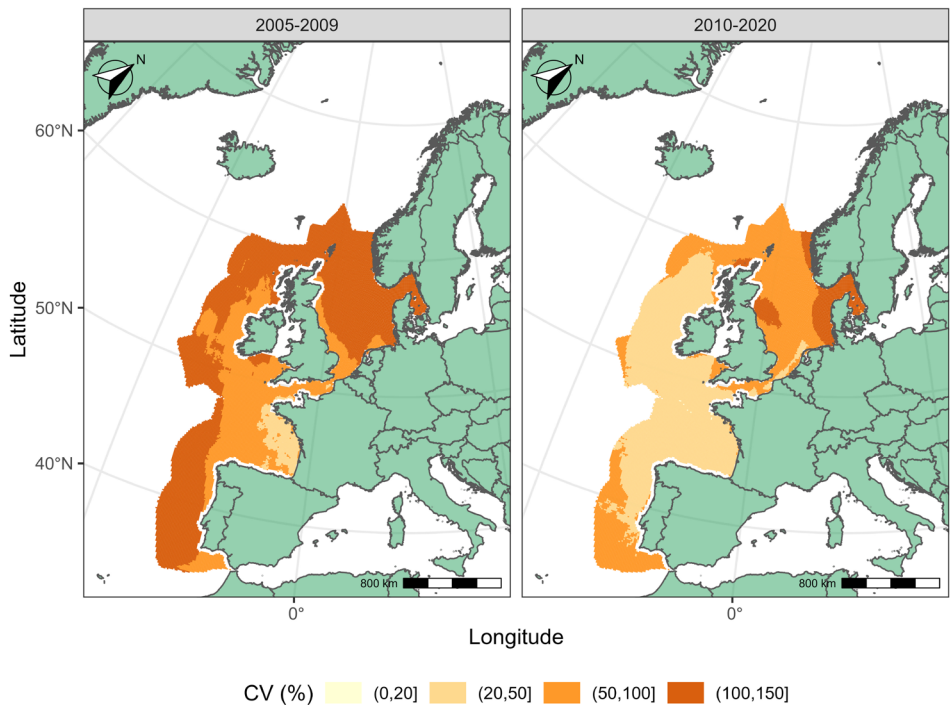 2005-2009
2010-2020
N
N
60°N
50°N
40°N
Latitude
800 km
800 km
0°
0°
Longitude
CV (%) (0,20] (20,50] (50,100] (100,150]